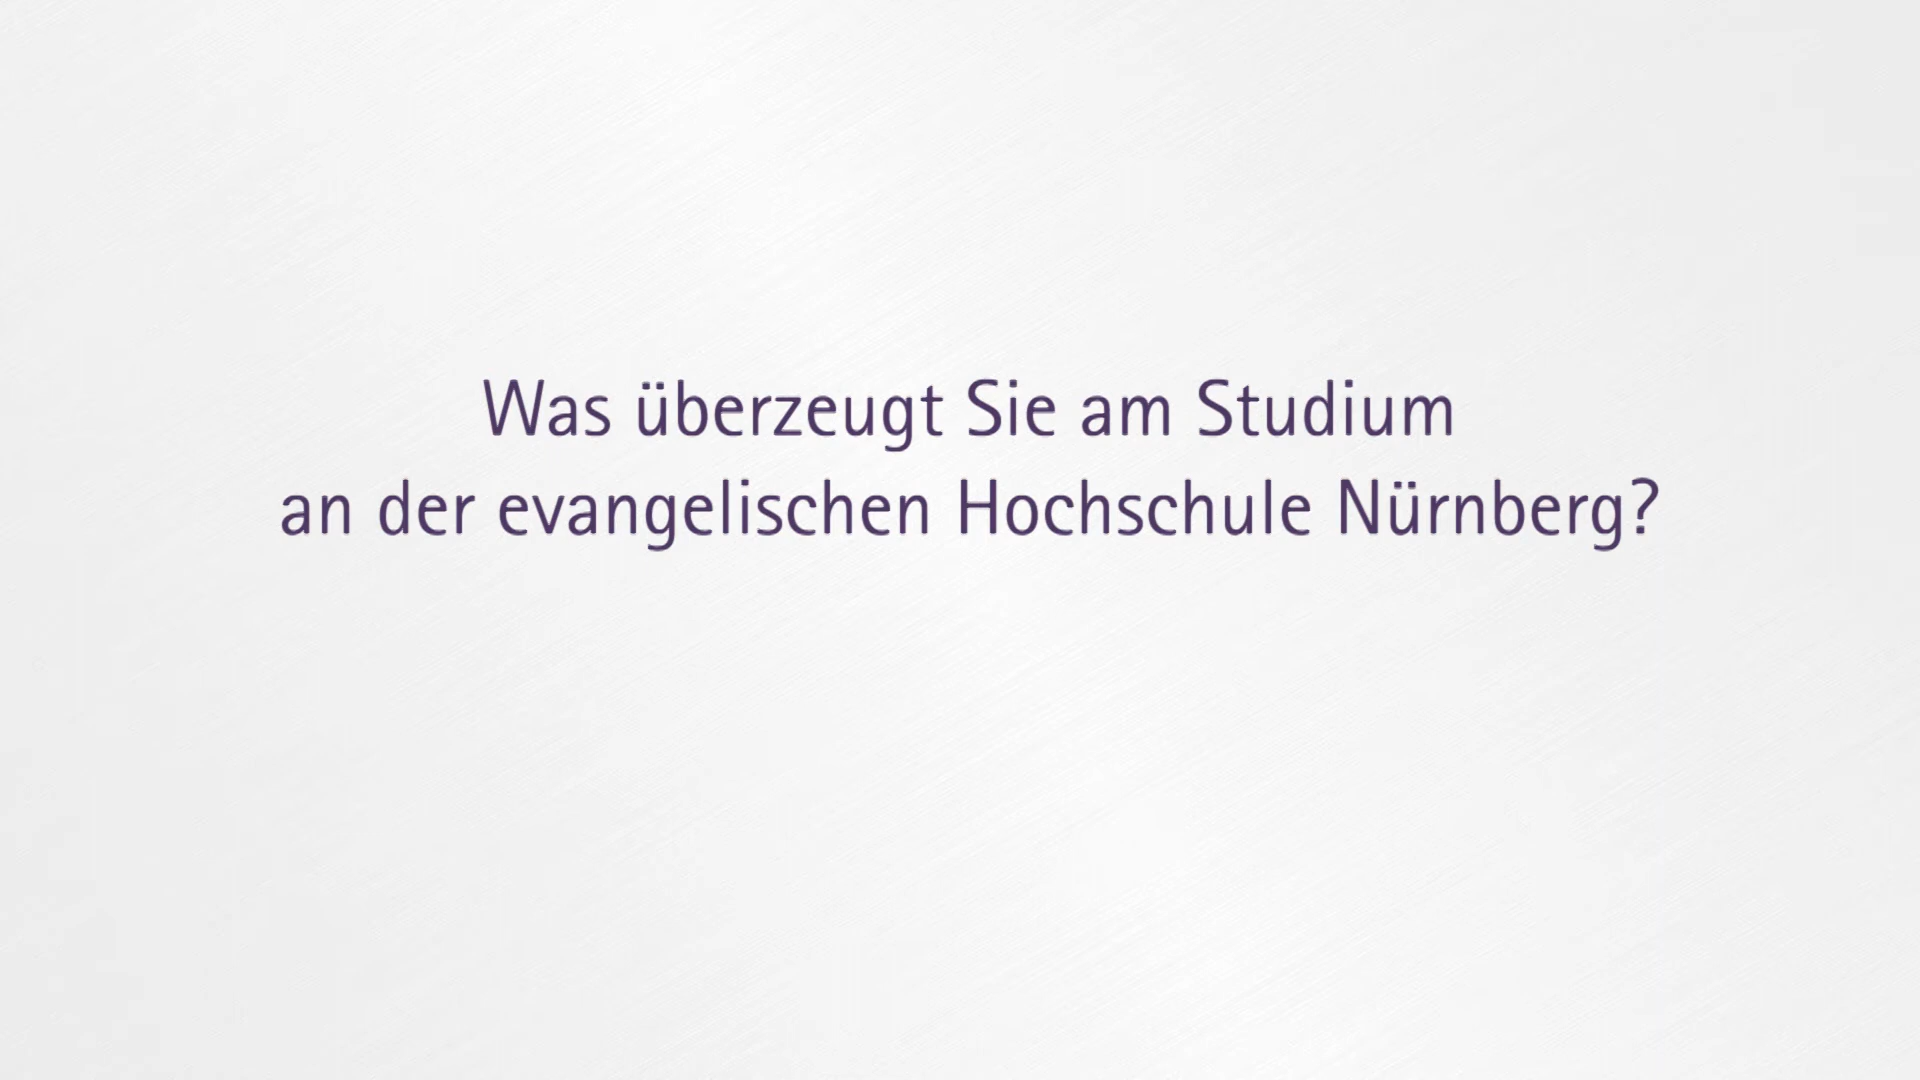 Was überzeugt Sie am Studium
an der evangelischen Hochschule Nürnberg?